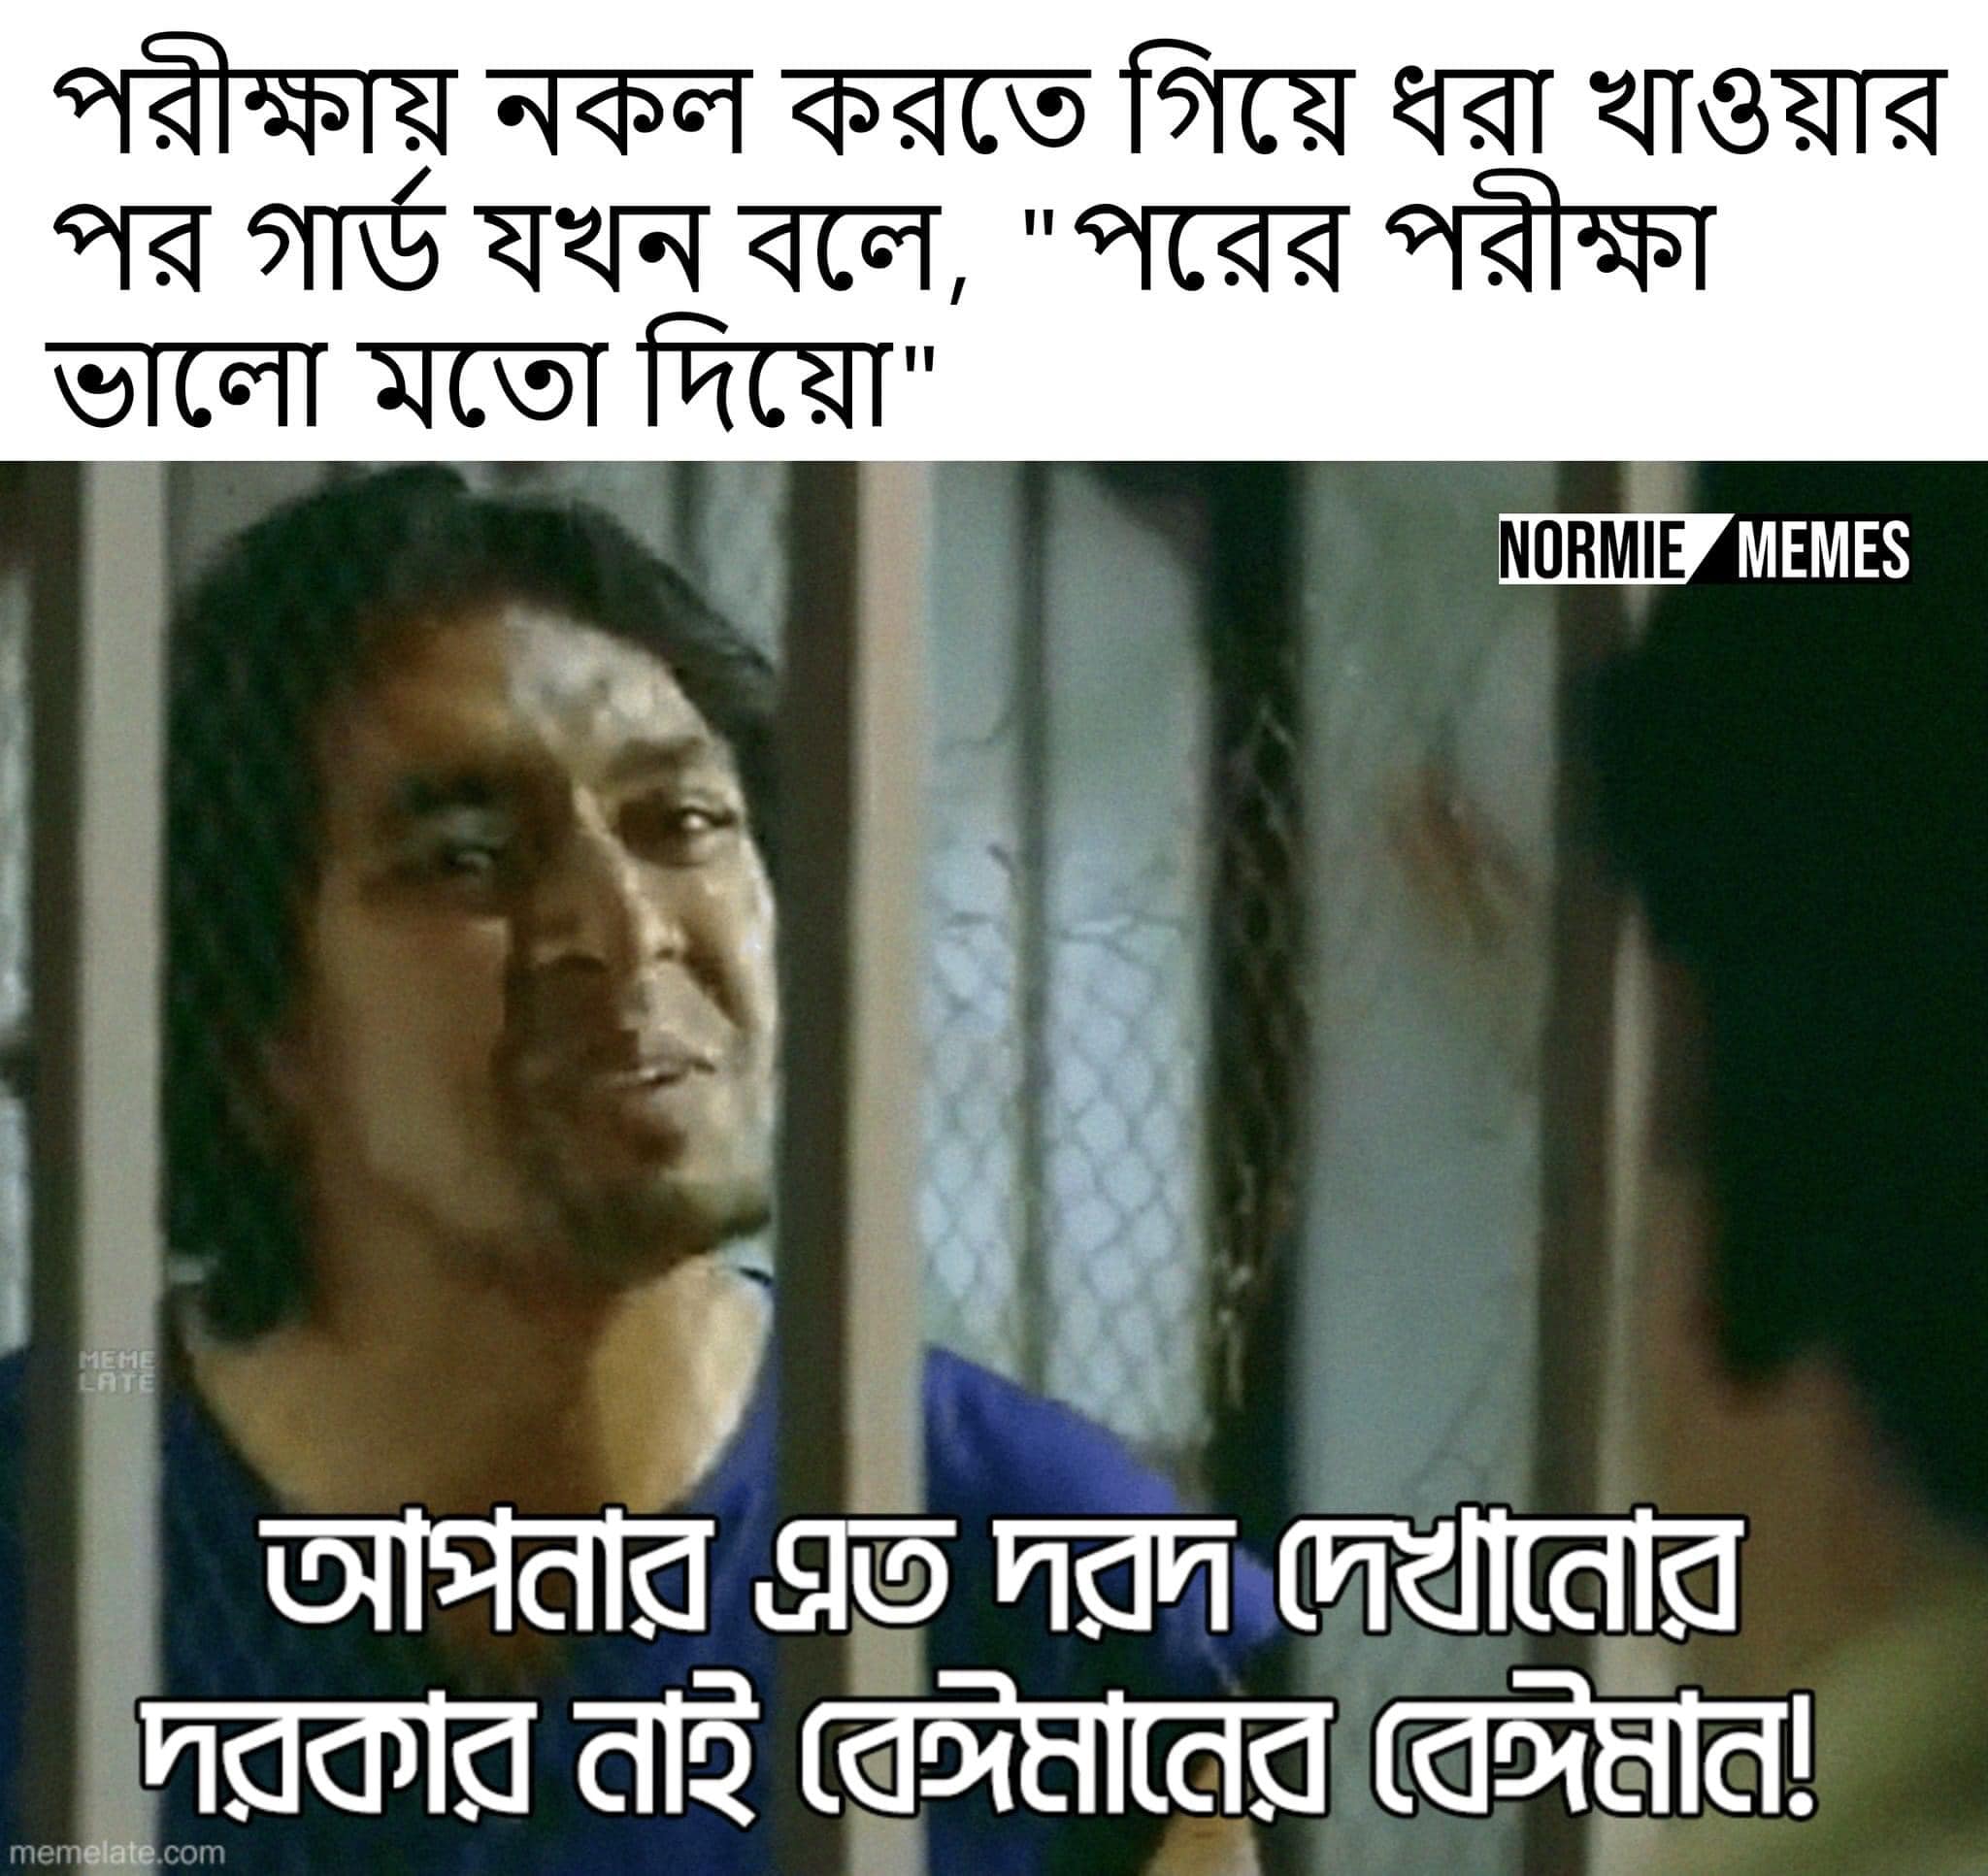 পরীক্ষায় নকল করতে গিয়ে ধরা খাওয়ার
পর গার্ড যখন বলে, "পরের পরীক্ষা
ভালো মতো দিয়ো"
NORMIE MEMES
MEME
LATE
আপনার এত দরদ দেখানোর
দরকার নাই বেঈমানের বেঈমান!
memelate.com